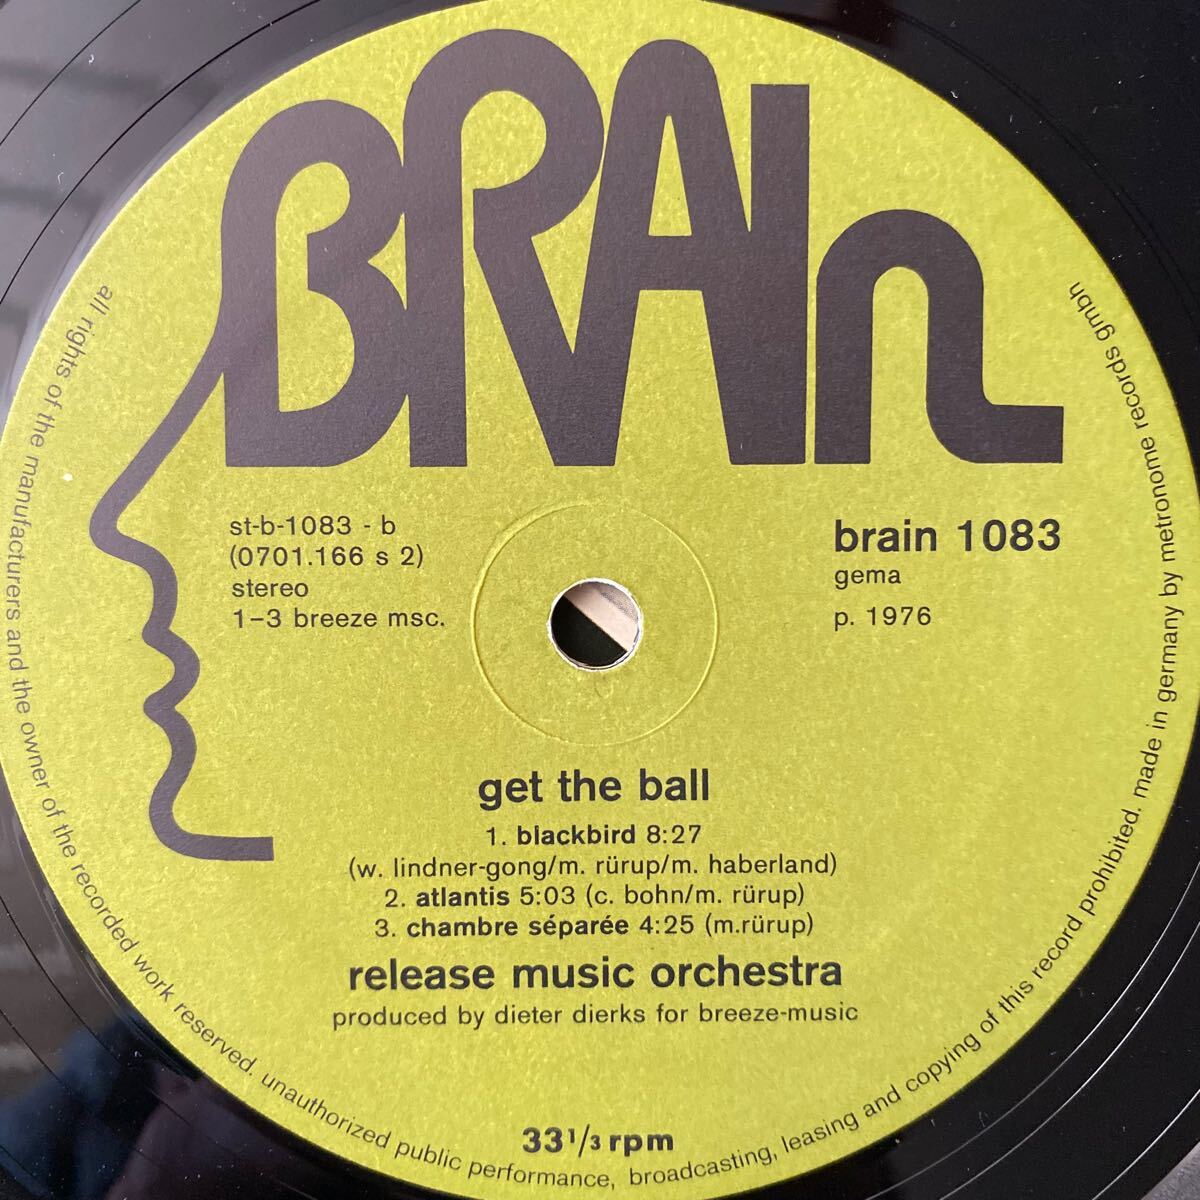 BRAIn
st-b-1083 - b
(0701.166 s 2)
stereo
1–3 breeze msc.
brain 1083
gema
p. 1976
get the ball
1. blackbird 8:27
(w. lindner-gong/m. rürup/m. haberland)
2. atlantis 5:03 (c. bohn/m. rürup)
3. chambre séparée 4:25 (m.rürup)
release music orchestra
produced by dieter dierks for breeze-music
33 1/3 rpm
all rights of the manufacturers and the owner of the recorded work reserved. unauthorized public performance, broadcasting, leasing and copying of this record prohibited. made in germany by metronome records gmbh